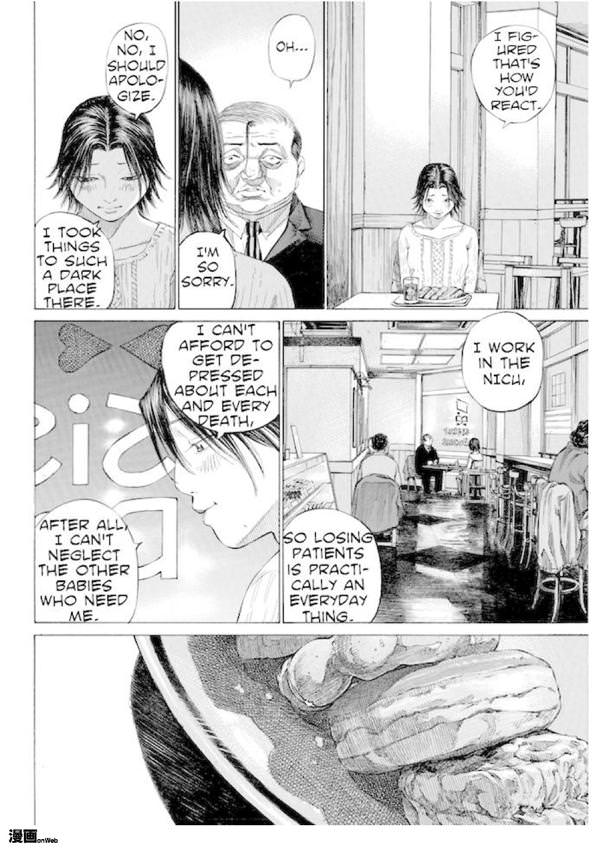 I FIG-
URED
THAT'S
HOW
YOU'D
REACT.
OH...
I'M
SO
SORRY.
NO,
NO, I
SHOULD
APOLO-
GIZE.
I TOOK
THINGS
TO SUCH
A DARK
PLACE
THERE.
I WORK
IN THE
NICU,
SO LOSING
PATIENTS
IS PRACTI-
CALLY AN
EVERYDAY
THING.
I CAN'T
AFFORD TO
GET DE-
PRESSED
ABOUT EACH
AND EVERY
DEATH,
AFTER ALL,
I CAN'T
NEGLECT
THE OTHER
BABIES
WHO NEED
ME.
漫画onWeb